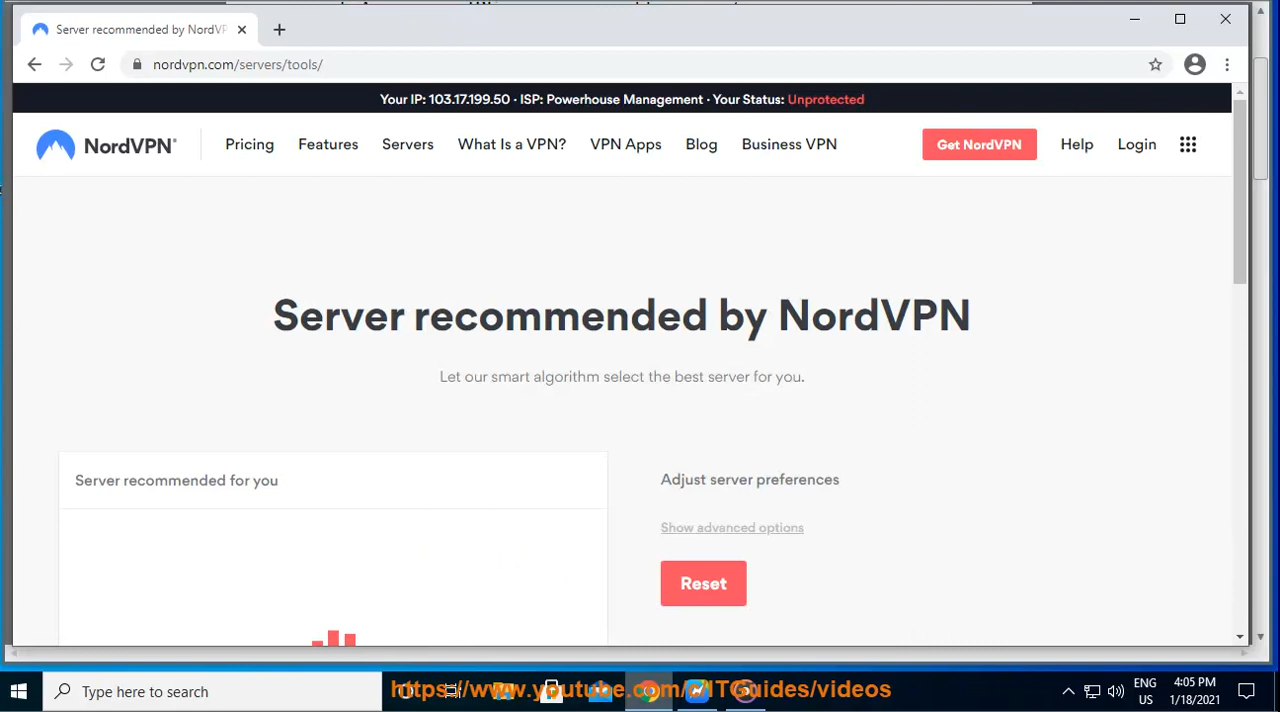 Server recommended by NordVP
nordvpn.com/servers/tools/
Your IP: 103.17.199.50 · ISP: Powerhouse Management · Your Status: Unprotected
NordVPN® Pricing Features Servers What Is a VPN? VPN Apps Blog Business VPN Get NordVPN Help Login
Server recommended by NordVPN
Let our smart algorithm select the best server for you.
Server recommended for you
Adjust server preferences
Show advanced options
Reset
Type here to search
https://www.youtube.com/c/ITGuides/videos
ENG
US
4:05 PM
1/18/2021